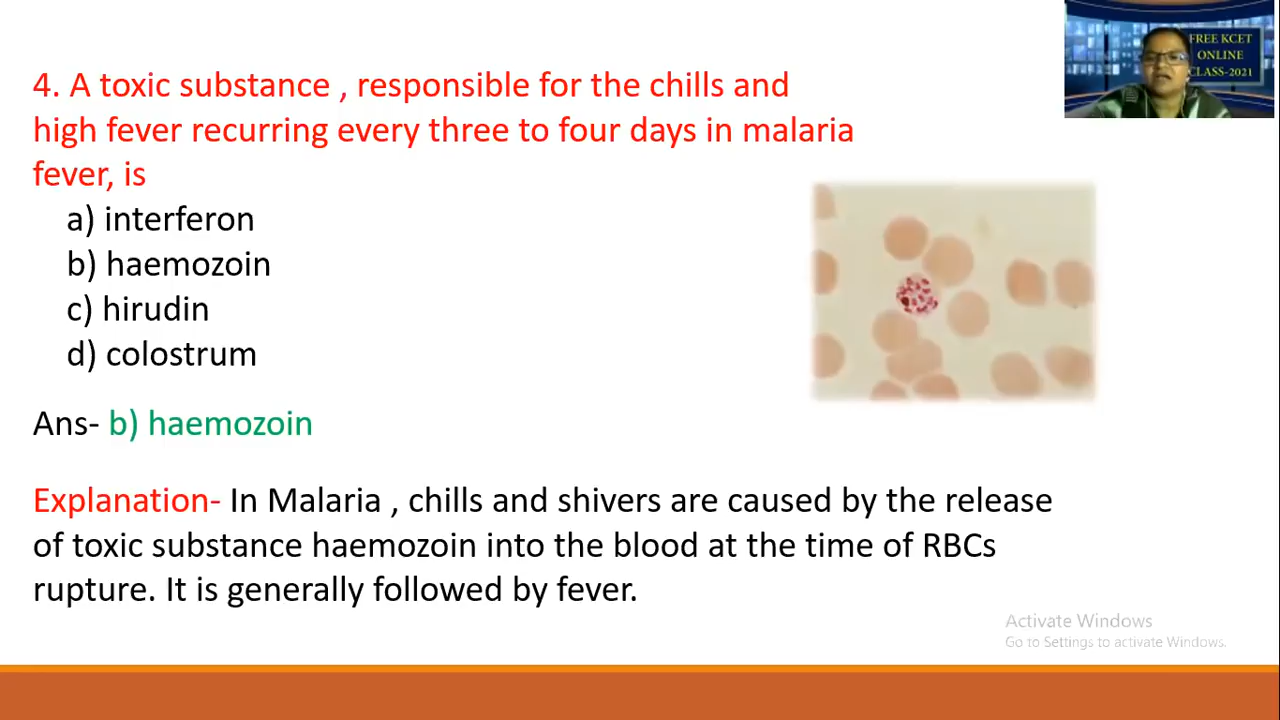 FREE KCET
ONLINE
CLASS-2021
4. A toxic substance , responsible for the chills and
high fever recurring every three to four days in malaria
fever, is
a) interferon
b) haemozoin
c) hirudin
d) colostrum
Ans- b) haemozoin
Explanation- In Malaria , chills and shivers are caused by the release
of toxic substance haemozoin into the blood at the time of RBCs
rupture. It is generally followed by fever.
Activate Windows
Go to Settings to activate Windows.